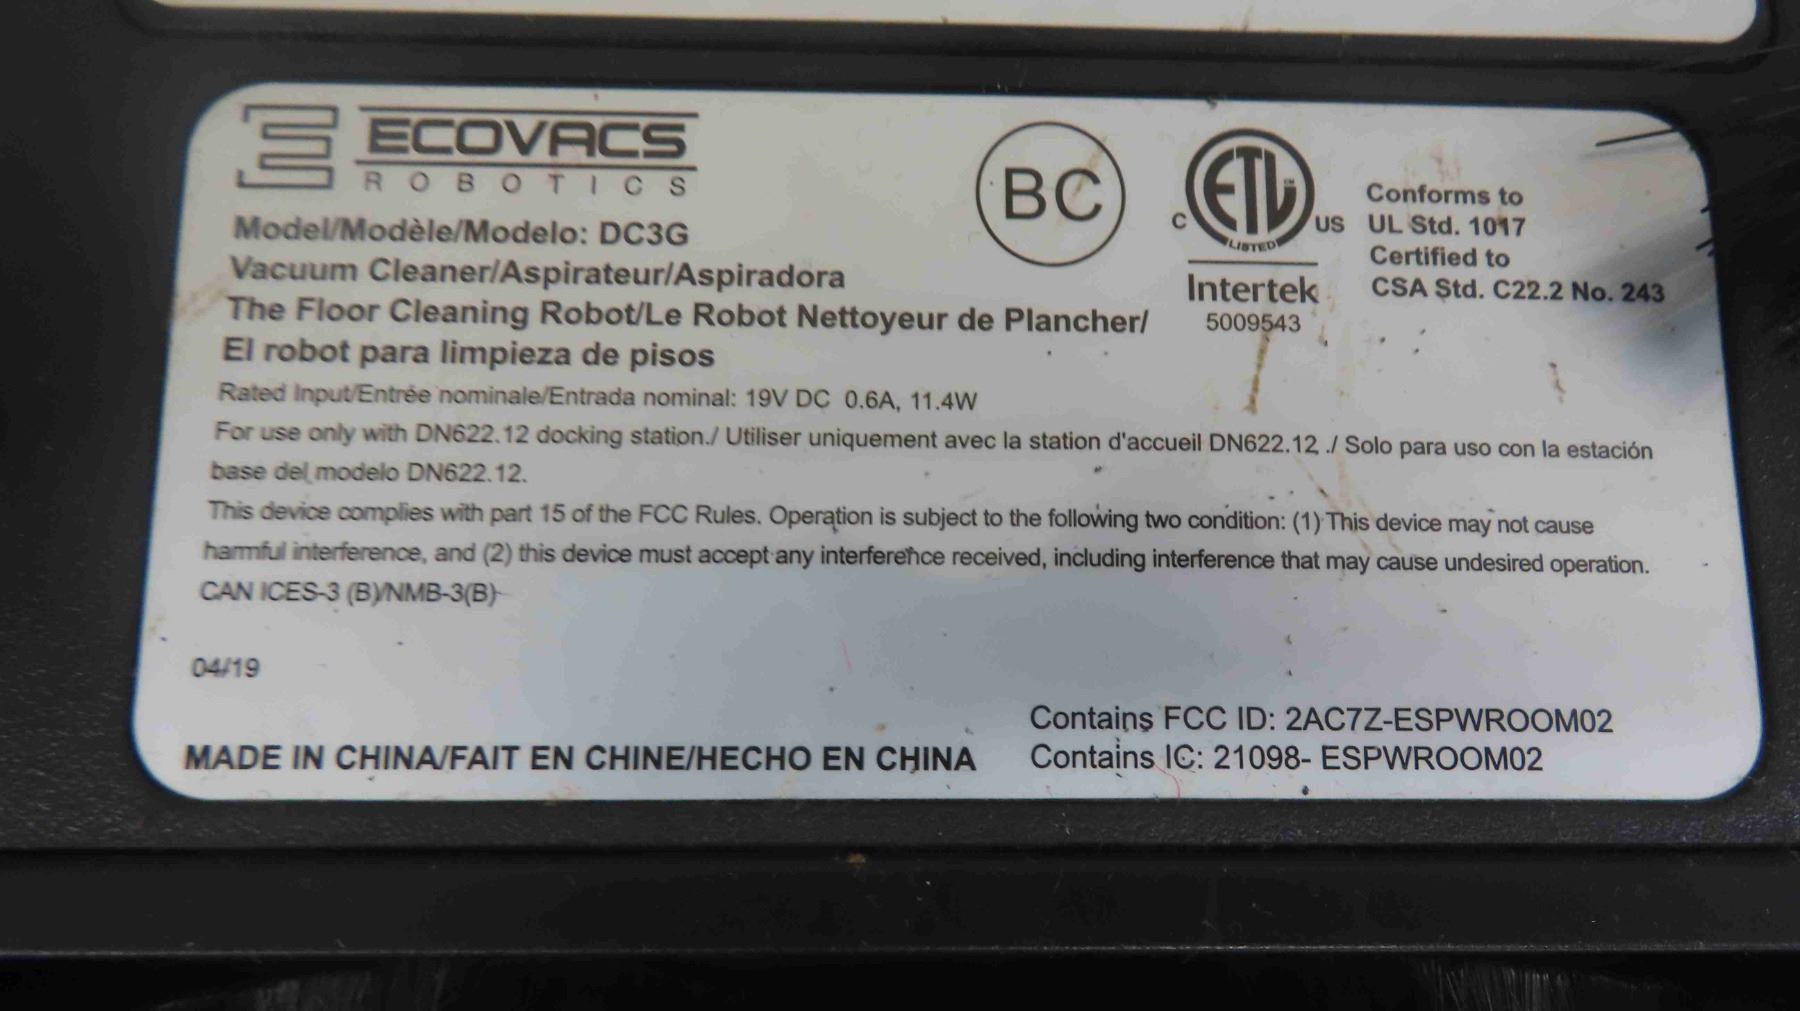 ECOVACS
ROBOTICS
BC
ETL
C US
LISTED
Intertek
5009543
Conforms to
UL Std. 1017
Certified to
CSA Std. C22.2 No. 243
Model/Modèle/Modelo: DC3G
Vacuum Cleaner/Aspirateur/Aspiradora
The Floor Cleaning Robot/Le Robot Nettoyeur de Plancher/
El robot para limpieza de pisos
Rated Input/Entrée nominale/Entrada nominal: 19V DC 0.6A, 11.4W
For use only with DN622.12 docking station./ Utiliser uniquement avec la station d'accueil DN622.12 ./ Solo para uso con la estación
base del modelo DN622.12.
This device complies with part 15 of the FCC Rules. Operation is subject to the following two condition: (1) This device may not cause
harmful interference, and (2) this device must accept any interference received, including interference that may cause undesired operation.
CAN ICES-3 (B)/NMB-3(B)
04/19
MADE IN CHINA/FAIT EN CHINE/HECHO EN CHINA
Contains FCC ID: 2AC7Z-ESPWROOM02
Contains IC: 21098- ESPWROOM02